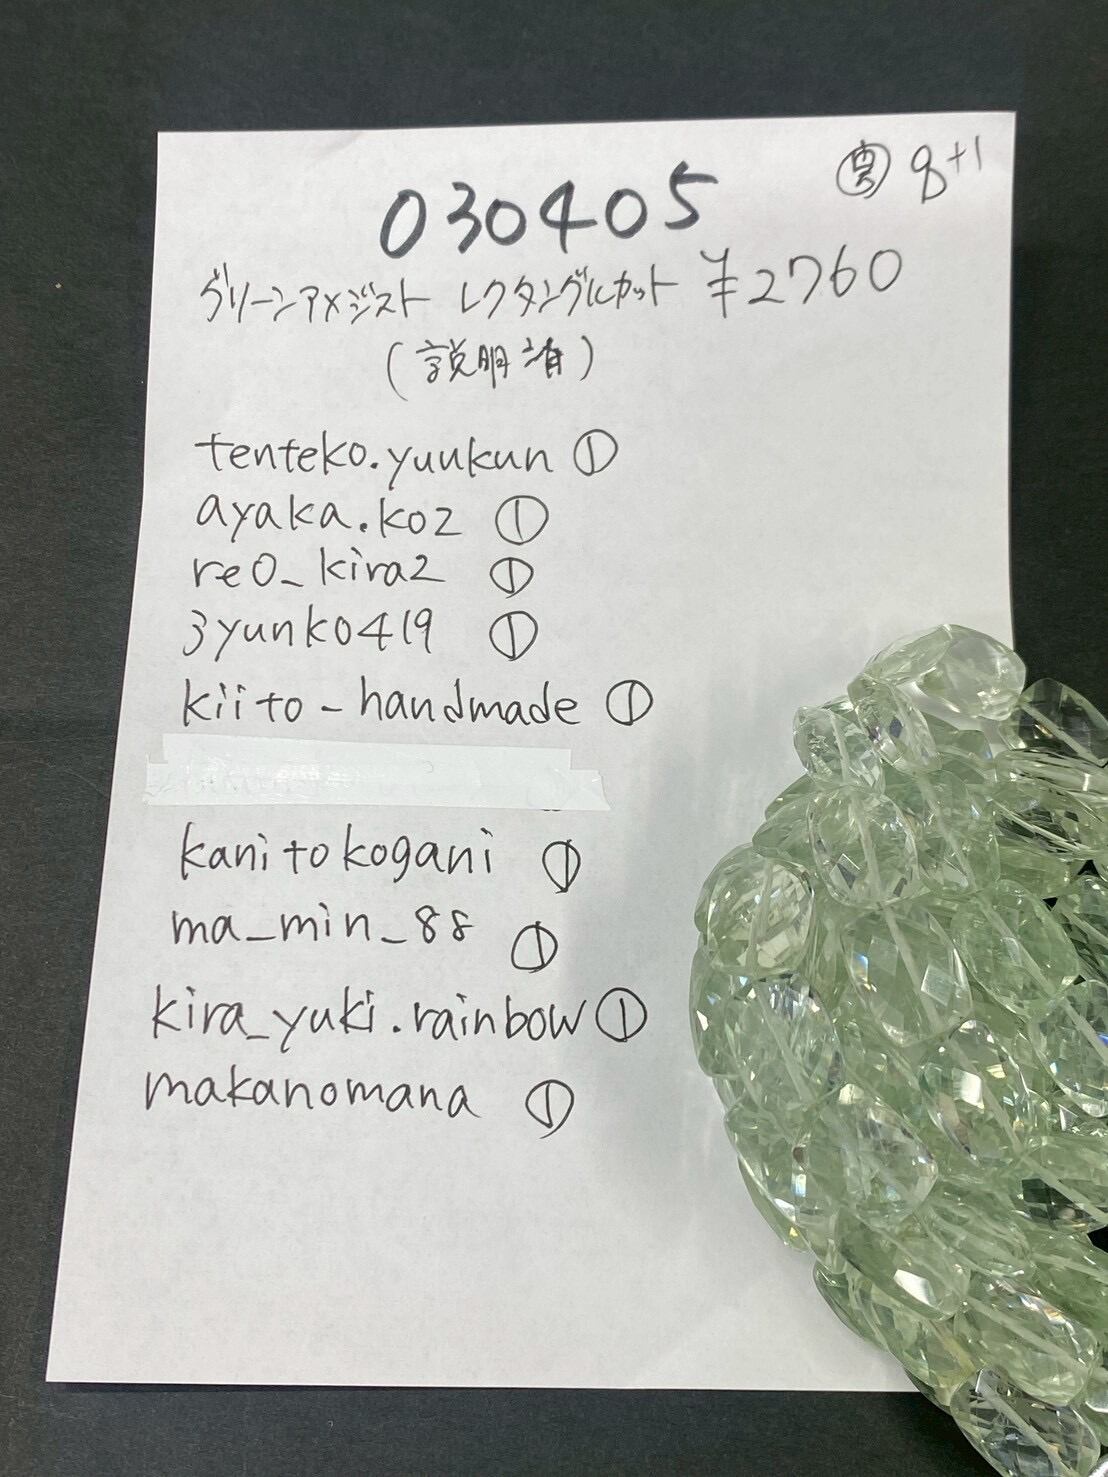 8+1
030405
グリーンアメジスト レクタングルカット ¥2760
(説明済)
tenteko.yuukun ①
ayaka.koz ①
re0_kira2 ①
3yunko419 ①
kiito-handmade ①
kanitokogani ①
ma_min_88 ①
kira_yuki.rainbow ①
makanomana ①